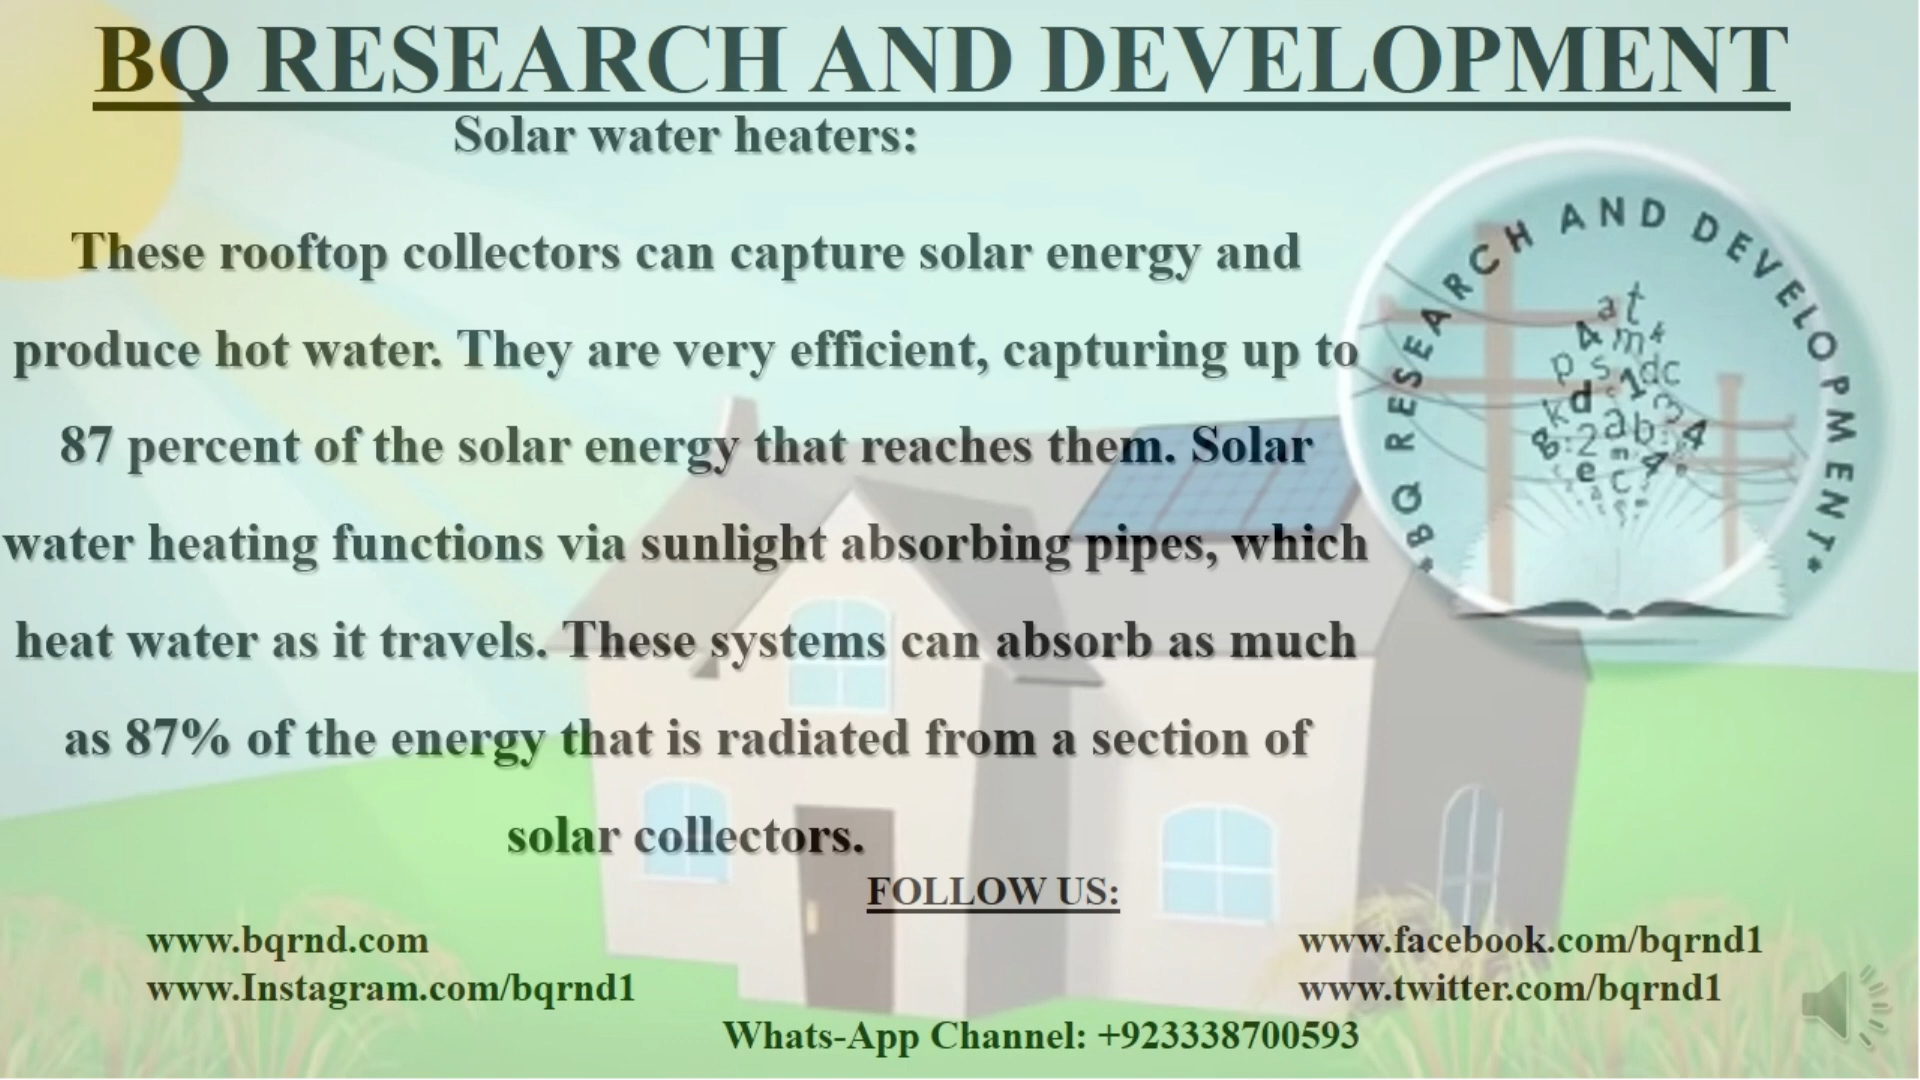 BQ RESEARCH AND DEVELOPMENT
Solar water heaters:
These rooftop collectors can capture solar energy and
produce hot water. They are very efficient, capturing up to
87 percent of the solar energy that reaches them. Solar
water heating functions via sunlight absorbing pipes, which
heat water as it travels. These systems can absorb as much
as 87% of the energy that is radiated from a section of
solar collectors.
* BQ RESEARCH AND DEVELOPMENT *
FOLLOW US:
www.bqrnd.com
www.Instagram.com/bqrnd1
www.facebook.com/bqrnd1
www.twitter.com/bqrnd1
Whats-App Channel: +923338700593